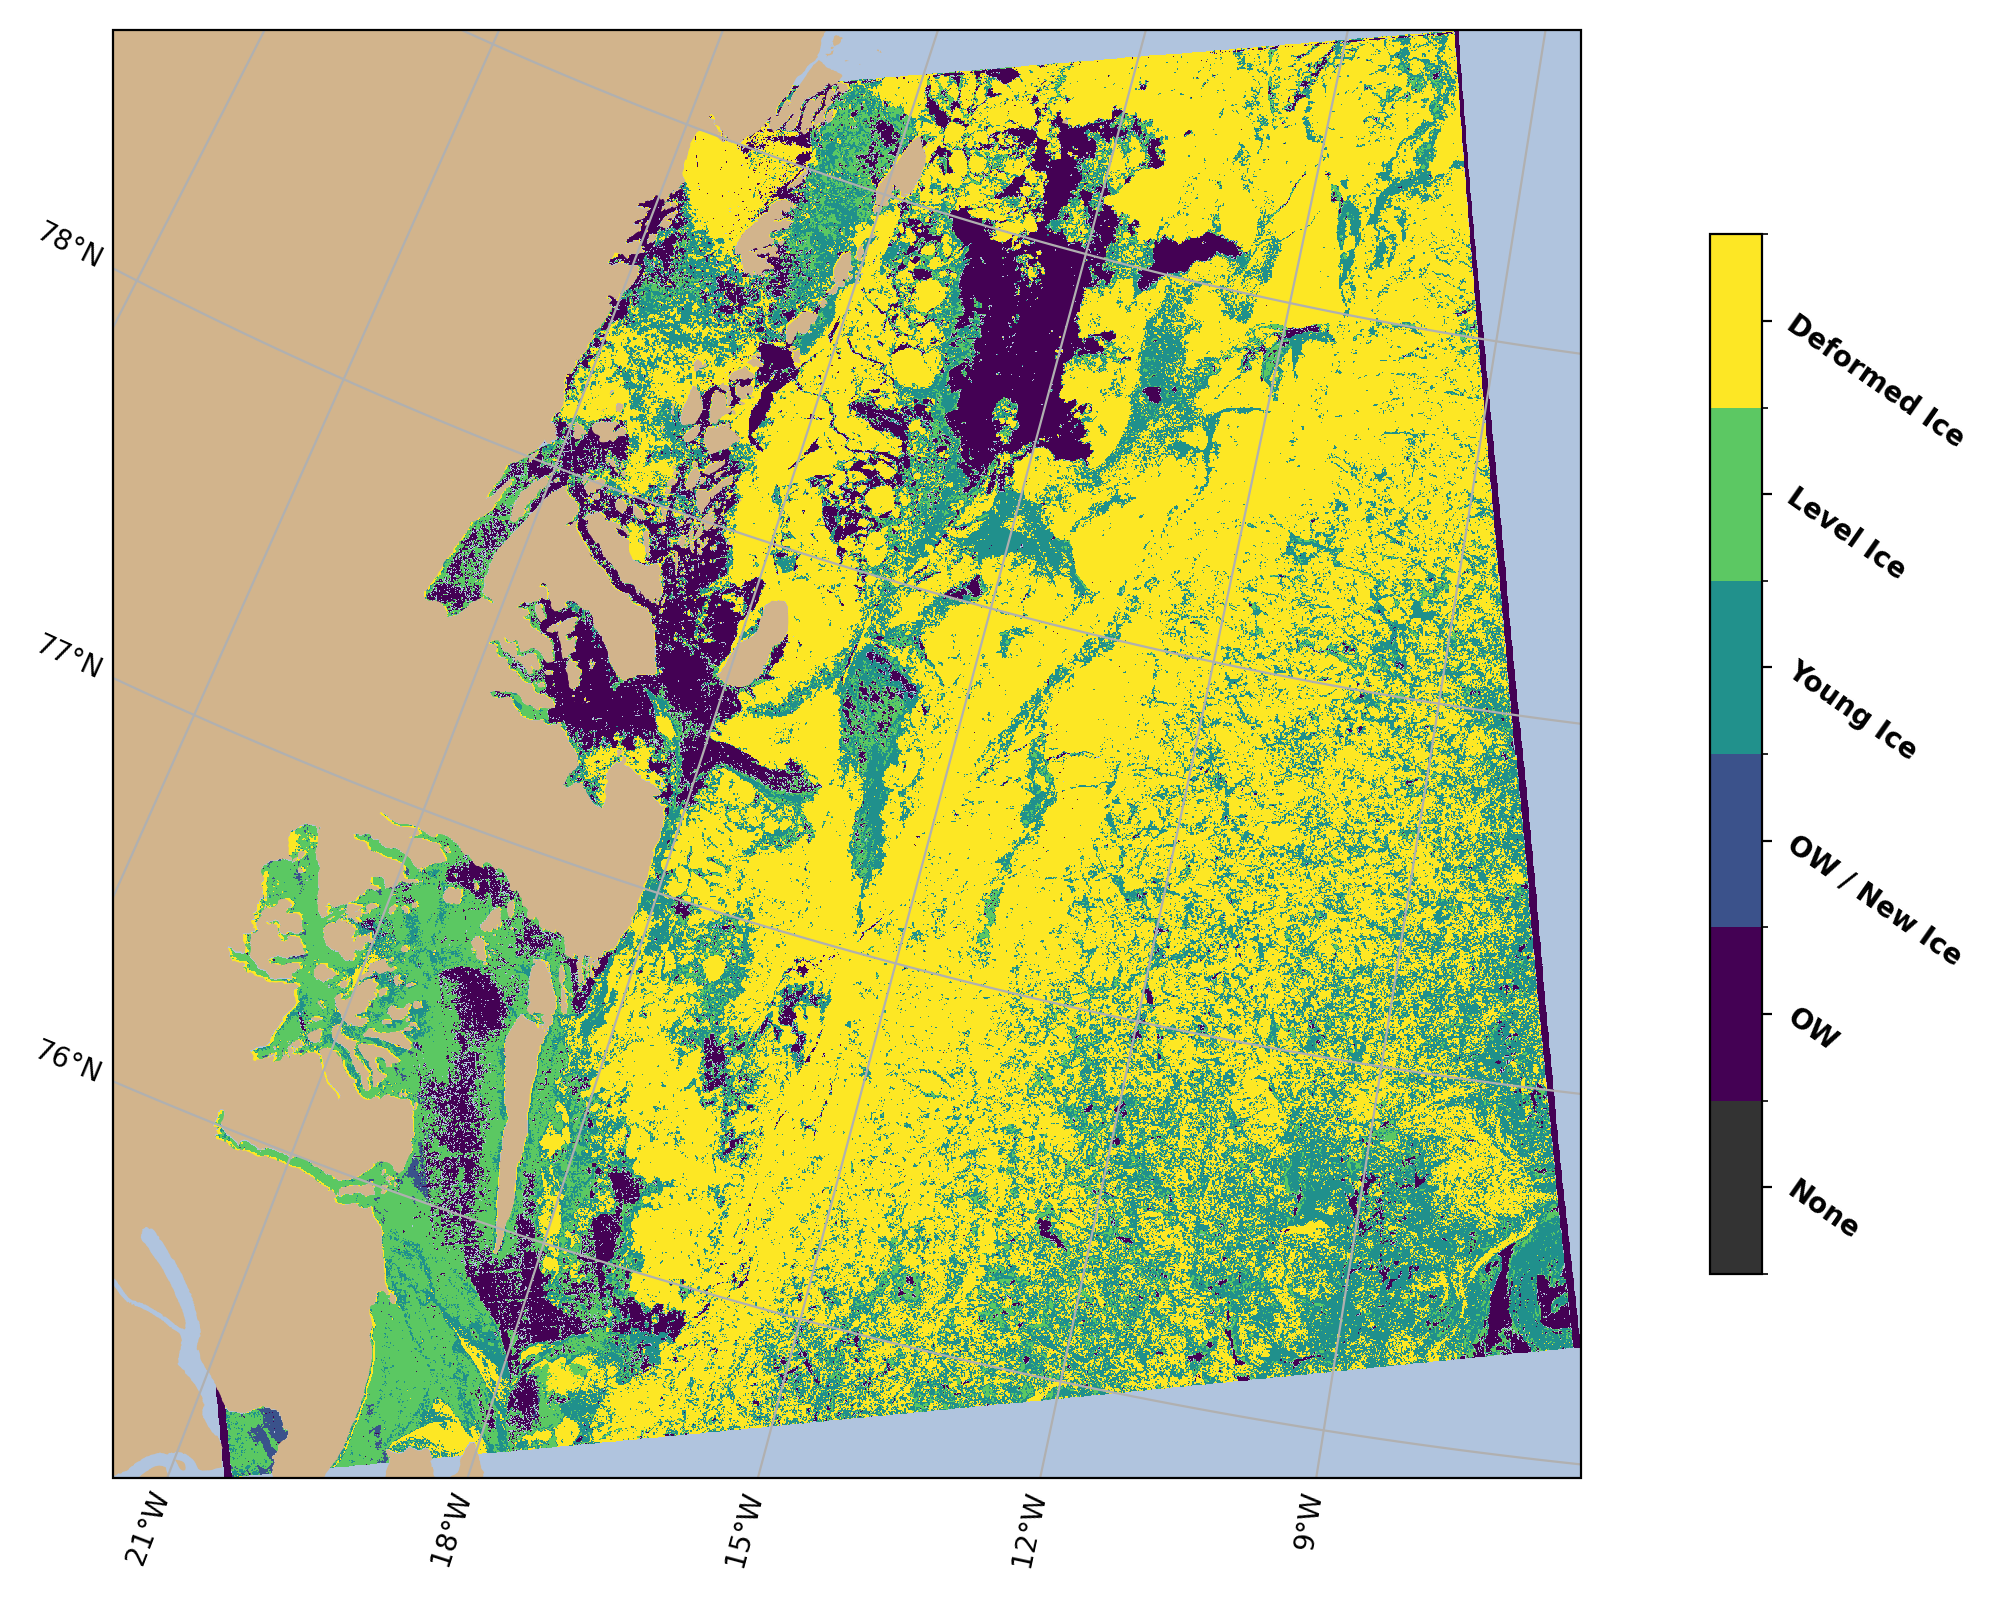 78°N
77°N
76°N
21°W
18°W
15°W
12°W
9°W
Deformed Ice
Level Ice
Young Ice
OW / New Ice
OW
None